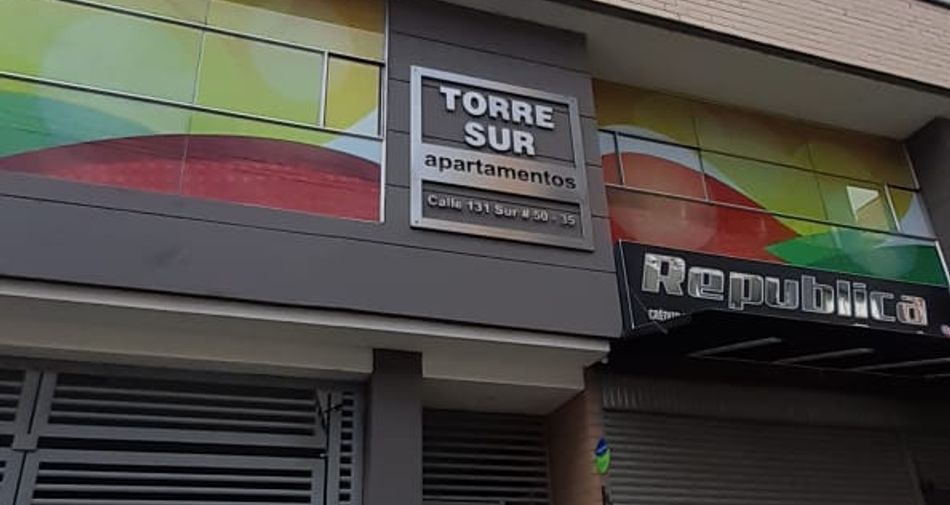 TORRE
SUR
apartamentos
Calle 131 Sur # 50 - 35
Republica